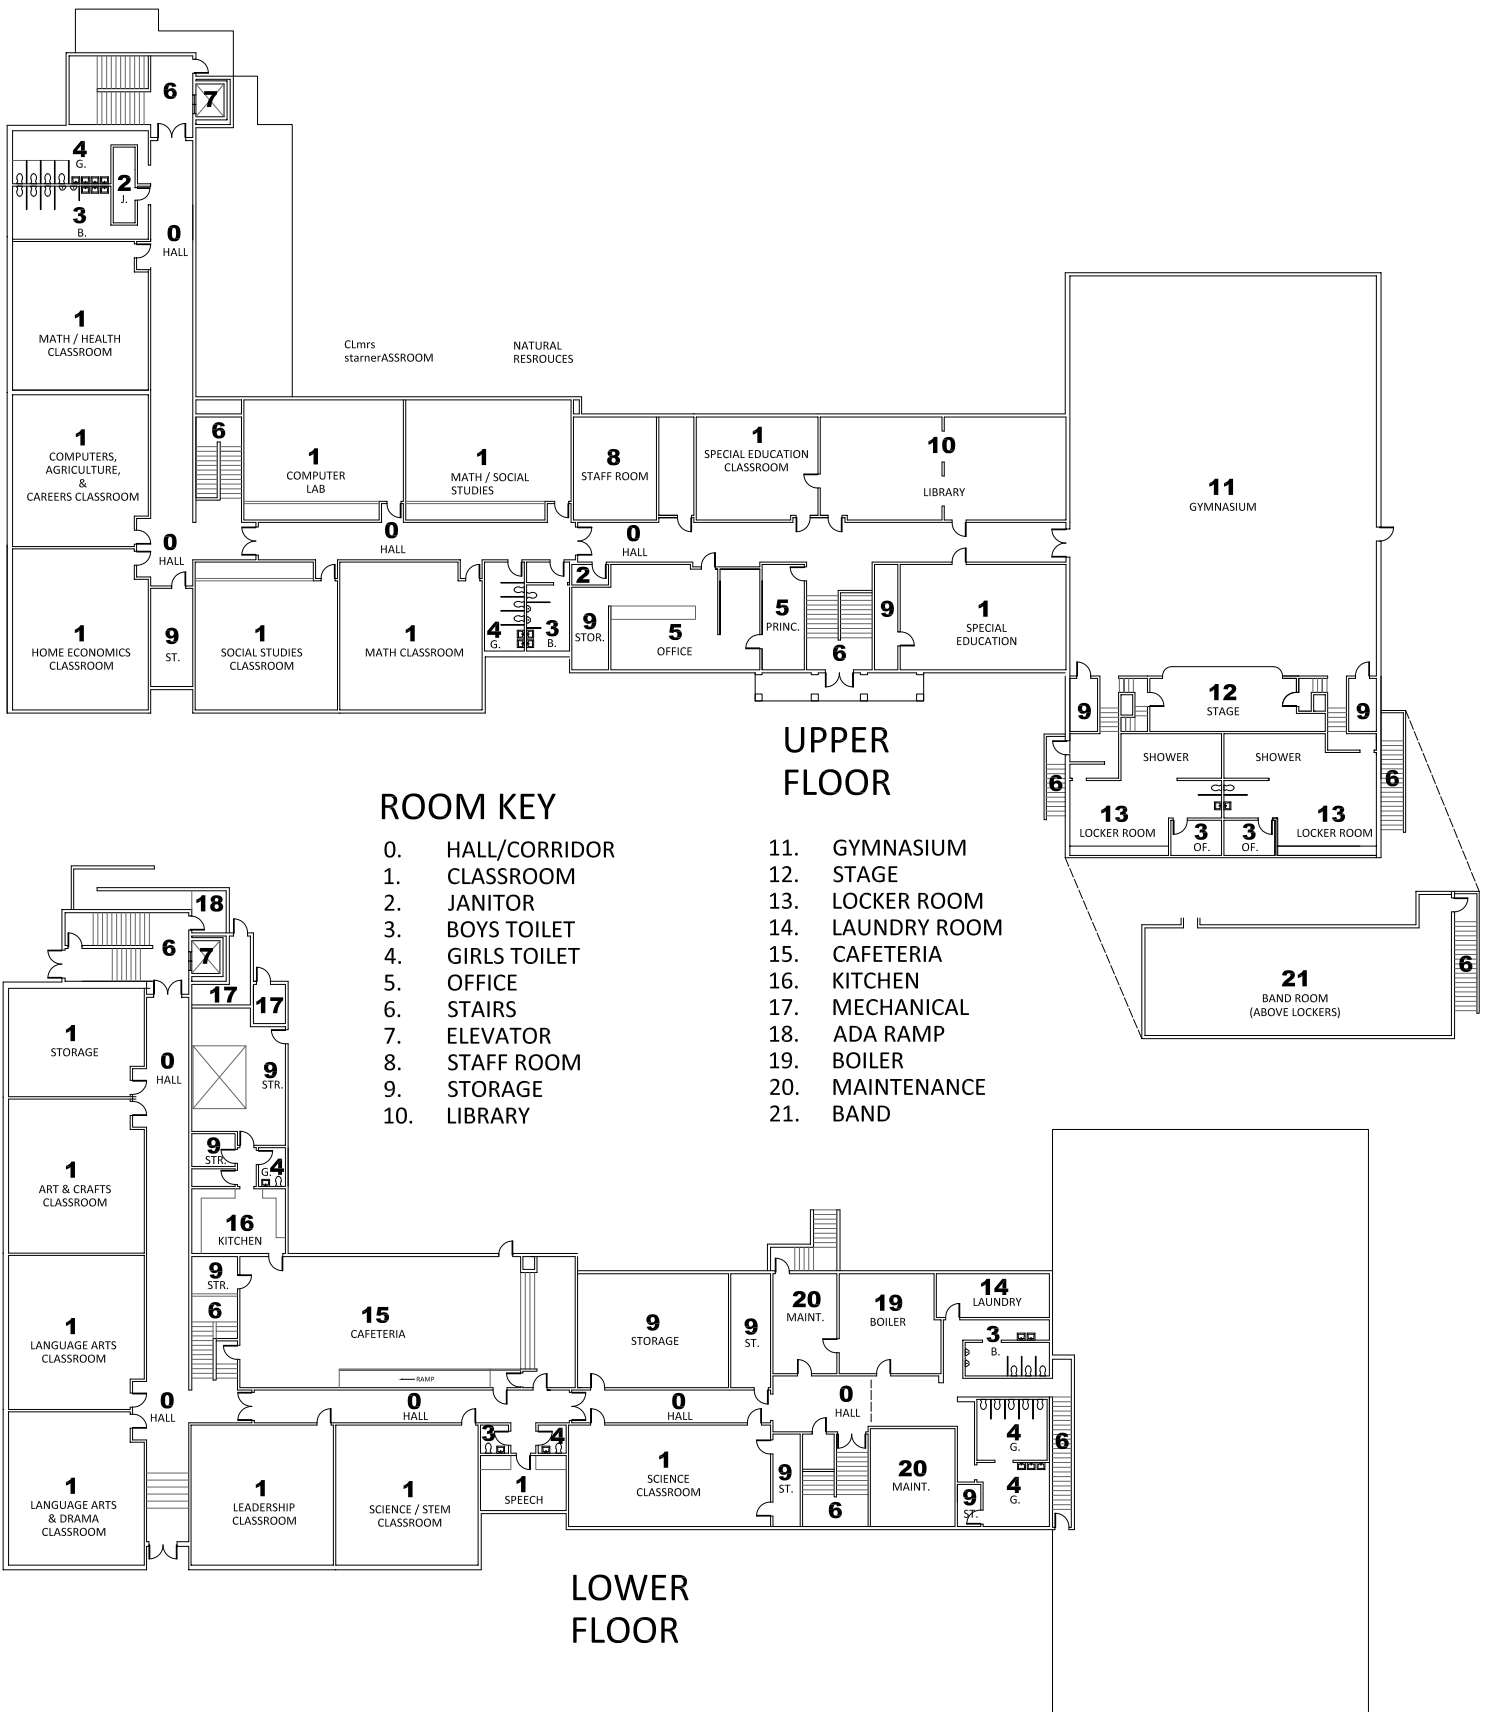 6
7
4
G.
2
J.
3
B.
0
HALL
1
MATH / HEALTH
CLASSROOM
CLmrs
starnerASSROOM
NATURAL
RESROUCES
1
COMPUTERS,
AGRICULTURE,
&
CAREERS CLASSROOM
6
1
COMPUTER
LAB
1
MATH / SOCIAL
STUDIES
8
STAFF ROOM
1
SPECIAL EDUCATION
CLASSROOM
10
LIBRARY
11
GYMNASIUM
0
HALL
0
HALL
0
HALL
1
HOME ECONOMICS
CLASSROOM
9
ST.
1
SOCIAL STUDIES
CLASSROOM
1
MATH CLASSROOM
4
G.
3
B.
2
9
STOR.
5
OFFICE
5
PRINC.
6
9
1
SPECIAL
EDUCATION
9
12
STAGE
9
6
SHOWER
SHOWER
6
13
LOCKER ROOM
3
OF.
3
OF.
13
LOCKER ROOM
UPPER
FLOOR
21
BAND ROOM
(ABOVE LOCKERS)
6
ROOM KEY
0. HALL/CORRIDOR
1. CLASSROOM
2. JANITOR
3. BOYS TOILET
4. GIRLS TOILET
5. OFFICE
6. STAIRS
7. ELEVATOR
8. STAFF ROOM
9. STORAGE
10. LIBRARY
11. GYMNASIUM
12. STAGE
13. LOCKER ROOM
14. LAUNDRY ROOM
15. CAFETERIA
16. KITCHEN
17. MECHANICAL
18. ADA RAMP
19. BOILER
20. MAINTENANCE
21. BAND
18
6
7
17
17
1
STORAGE
0
HALL
9
STR.
9
STR.
G.
4
1
ART & CRAFTS
CLASSROOM
16
KITCHEN
9
STR.
6
15
CAFETERIA
RAMP
1
LANGUAGE ARTS
CLASSROOM
9
STORAGE
9
ST.
20
MAINT.
19
BOILER
14
LAUNDRY
3
B.
0
HALL
0
HALL
0
HALL
0
HALL
1
LANGUAGE ARTS
& DRAMA
CLASSROOM
1
LEADERSHIP
CLASSROOM
1
SCIENCE / STEM
CLASSROOM
3
4
1
SPEECH
1
SCIENCE
CLASSROOM
9
ST.
6
20
MAINT.
4
G.
6
9
ST.
4
G.
LOWER
FLOOR